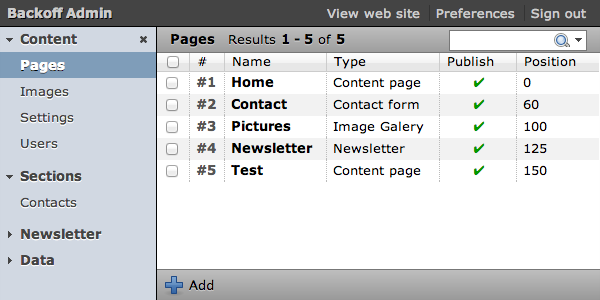 Backoff Admin View web site Preferences Sign out
Content
Pages
Images
Settings
Users
Sections
Contacts
Newsletter
Data
Pages Results 1 - 5 of 5
# Name Type Publish Position
#1 Home Content page ✔ 0
#2 Contact Contact form ✔ 60
#3 Pictures Image Galery ✔ 100
#4 Newsletter Newsletter ✔ 125
#5 Test Content page ✔ 150
Add